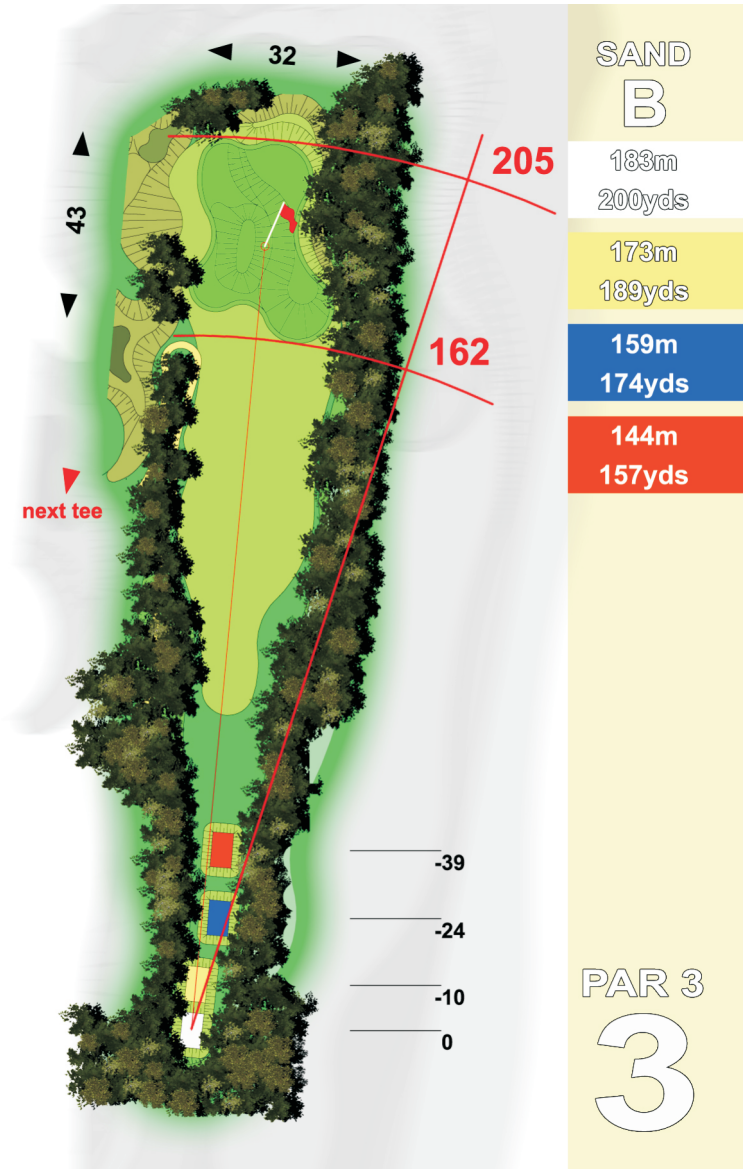 32
43
205
162
next tee
-39
-24
-10
0
SAND
B
183m
200yds
173m
189yds
159m
174yds
144m
157yds
PAR 3
3